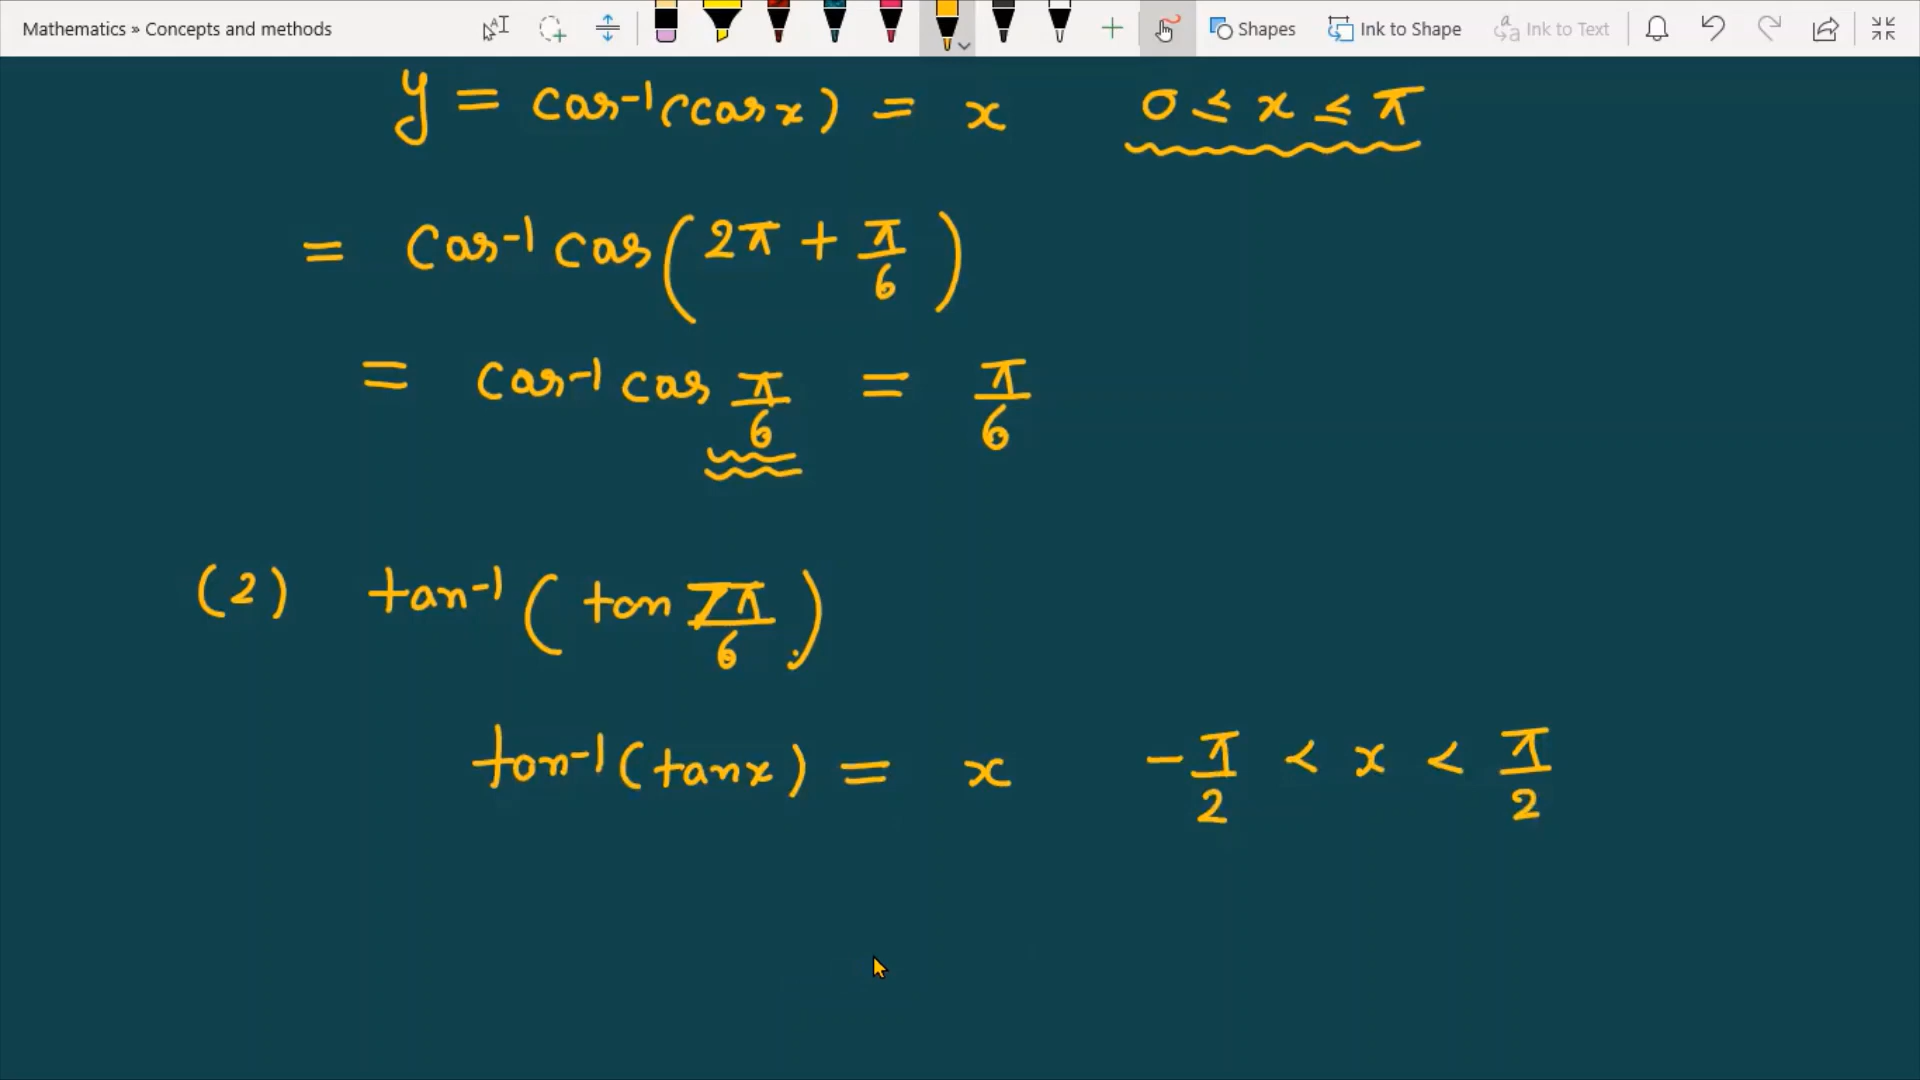 Mathematics » Concepts and methods Shapes Ink to Shape Ink to Text
y = cos⁻¹(cos x) = x 0 ≤ x ≤ π
= cos⁻¹ cos(2π + π/6)
= cos⁻¹ cos π/6 = π/6
(2) tan⁻¹(tan 7π/6)
tan⁻¹(tan x) = x -π/2 < x < π/2